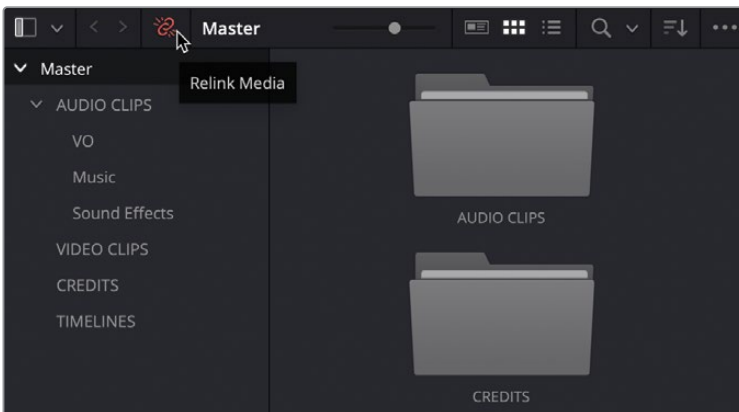 Master
Master
Relink Media
AUDIO CLIPS
VO
Music
Sound Effects
VIDEO CLIPS
CREDITS
TIMELINES
AUDIO CLIPS
CREDITS